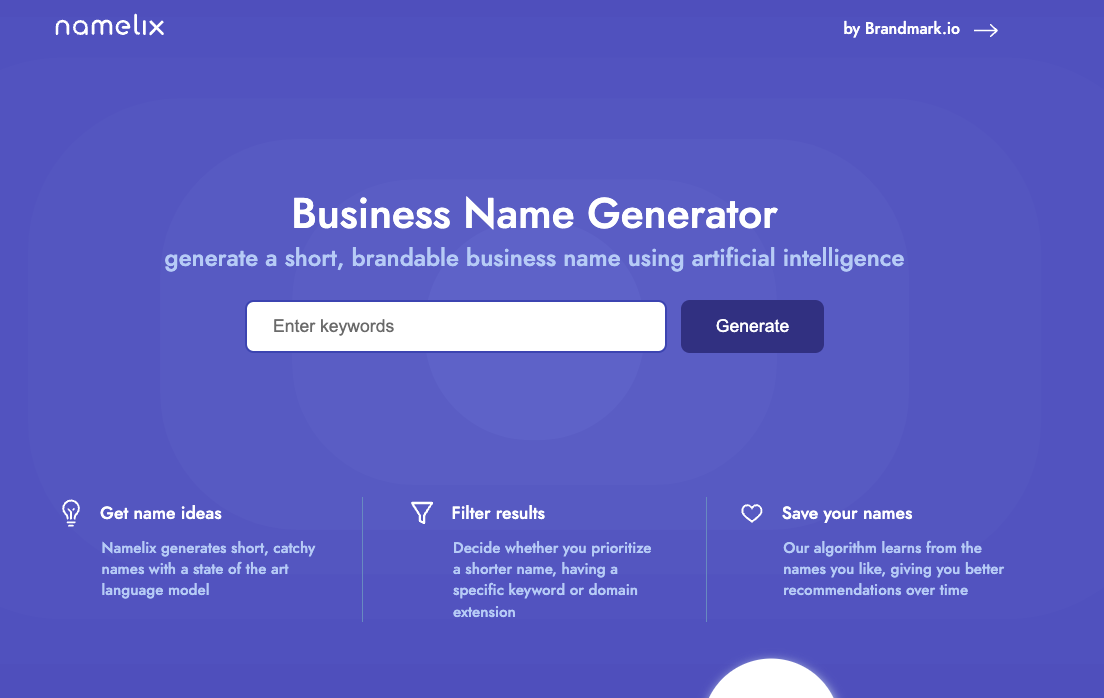 namelix
by Brandmark.io
Business Name Generator
generate a short, brandable business name using artificial intelligence
Enter keywords
Generate
Get name ideas
Namelix generates short, catchy
names with a state of the art
language model
Filter results
Decide whether you prioritize
a shorter name, having a
specific keyword or domain
extension
Save your names
Our algorithm learns from the
names you like, giving you better
recommendations over time